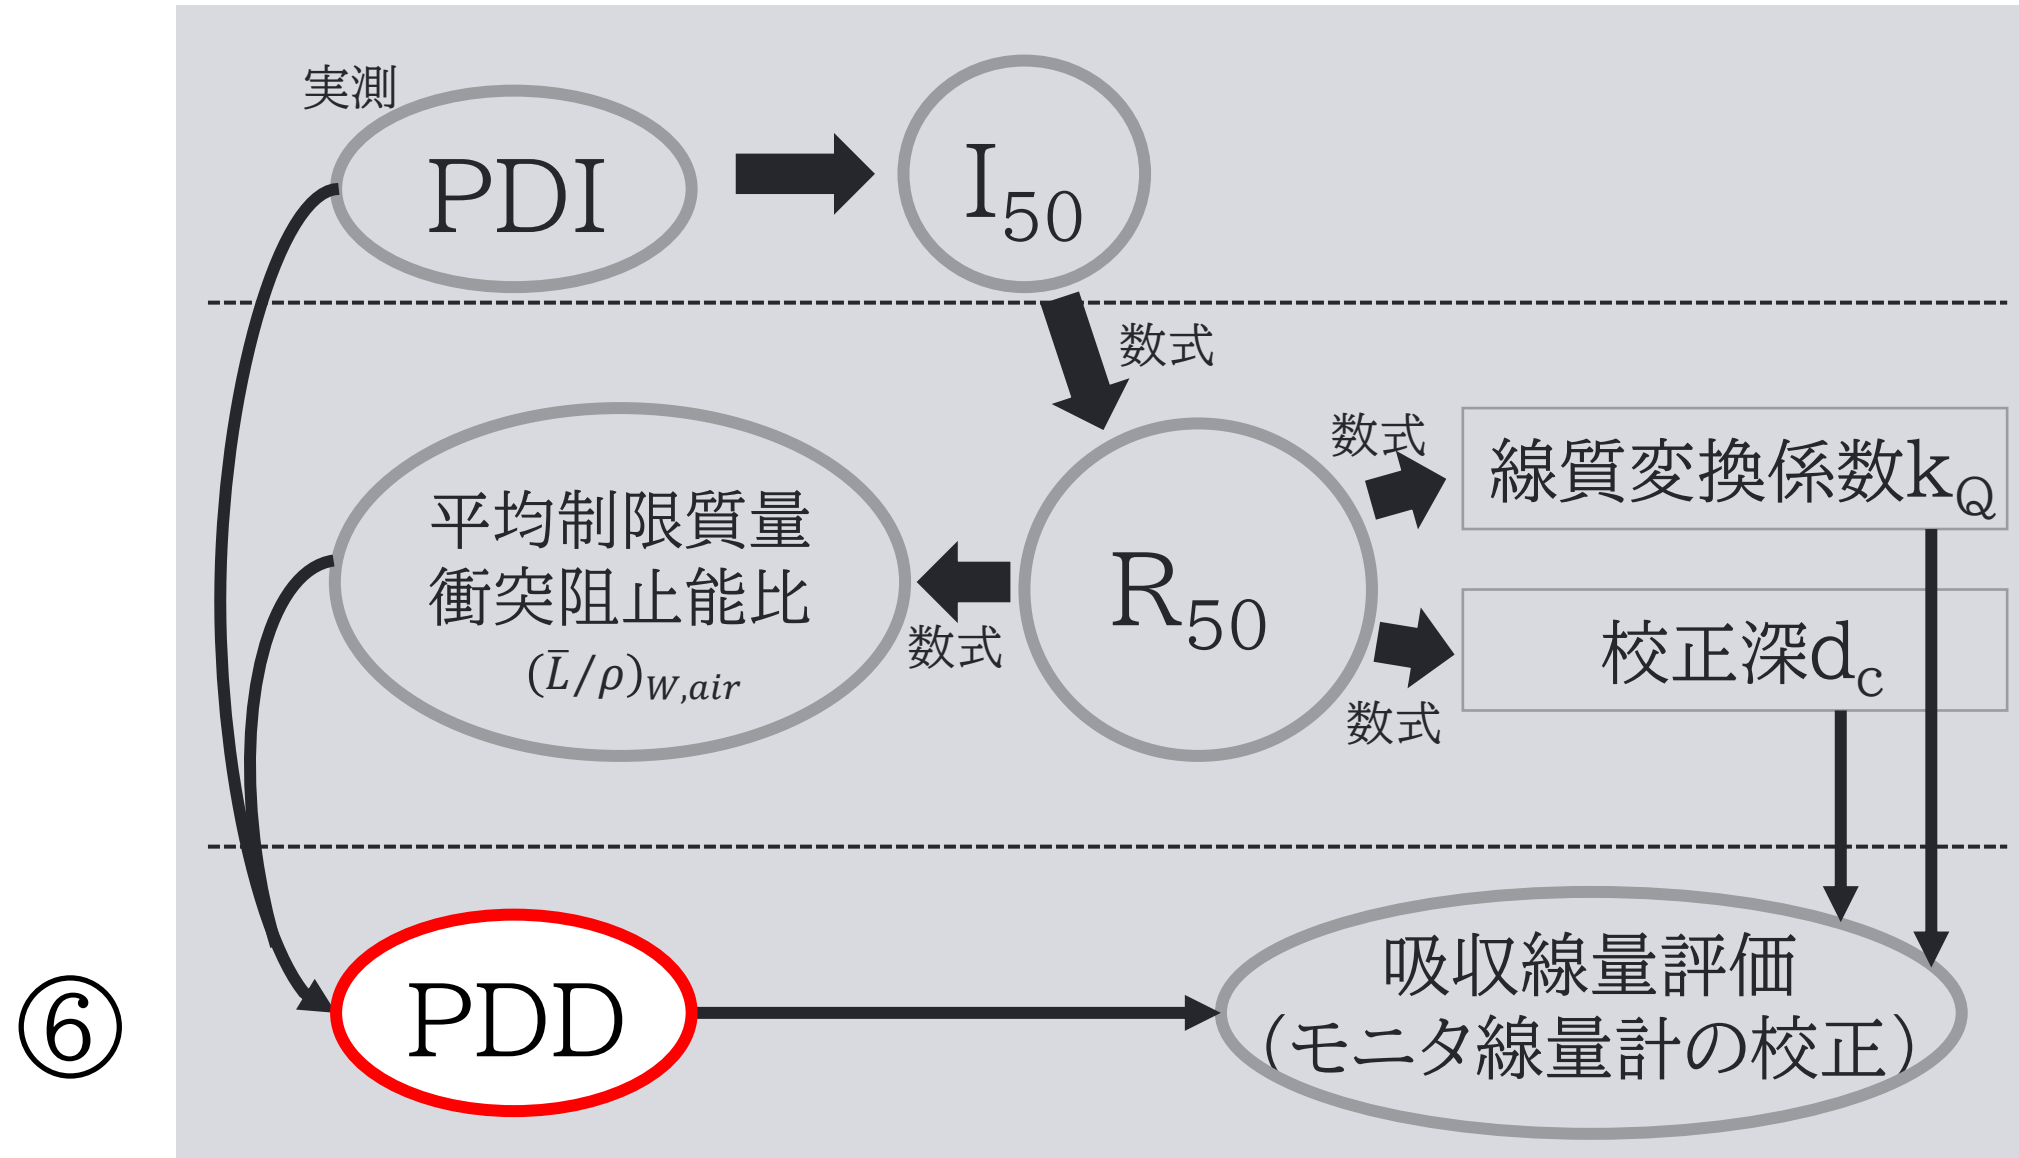 実測
PDI
I50
数式
数式
線質変換係数kQ
平均制限質量
衝突阻止能比
(L̄/ρ)W,air
数式
R50
校正深dc
数式
⑥
PDD
吸収線量評価
(モニタ線量計の校正)